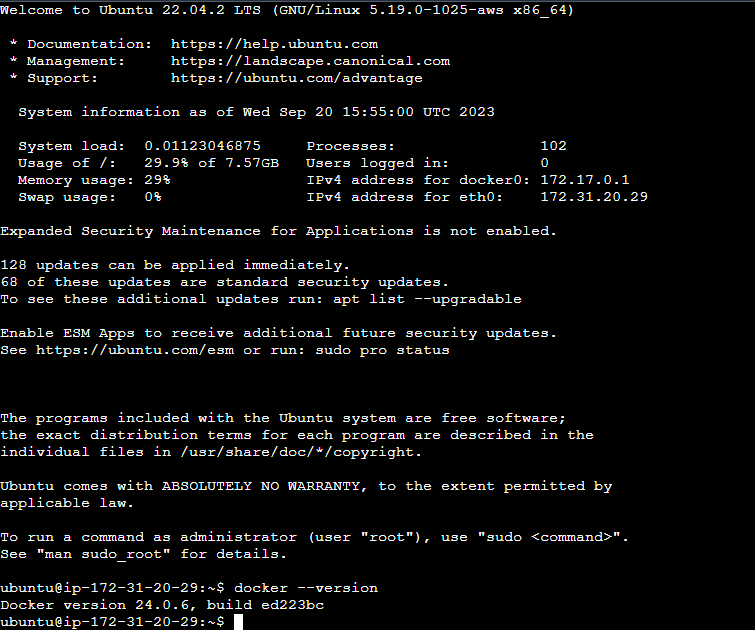 Welcome to Ubuntu 22.04.2 LTS (GNU/Linux 5.19.0-1025-aws x86_64)
* Documentation: https://help.ubuntu.com
* Management: https://landscape.canonical.com
* Support: https://ubuntu.com/advantage
System information as of Wed Sep 20 15:55:00 UTC 2023
System load: 0.01123046875 Processes: 102
Usage of /: 29.9% of 7.57GB Users logged in: 0
Memory usage: 29% IPv4 address for docker0: 172.17.0.1
Swap usage: 0% IPv4 address for eth0: 172.31.20.29
Expanded Security Maintenance for Applications is not enabled.
128 updates can be applied immediately.
68 of these updates are standard security updates.
To see these additional updates run: apt list --upgradable
Enable ESM Apps to receive additional future security updates.
See https://ubuntu.com/esm or run: sudo pro status
The programs included with the Ubuntu system are free software;
the exact distribution terms for each program are described in the
individual files in /usr/share/doc/*/copyright.
Ubuntu comes with ABSOLUTELY NO WARRANTY, to the extent permitted by
applicable law.
To run a command as administrator (user "root"), use "sudo <command>".
See "man sudo_root" for details.
ubuntu@ip-172-31-20-29:~$ docker --version
Docker version 24.0.6, build ed223bc
ubuntu@ip-172-31-20-29:~$